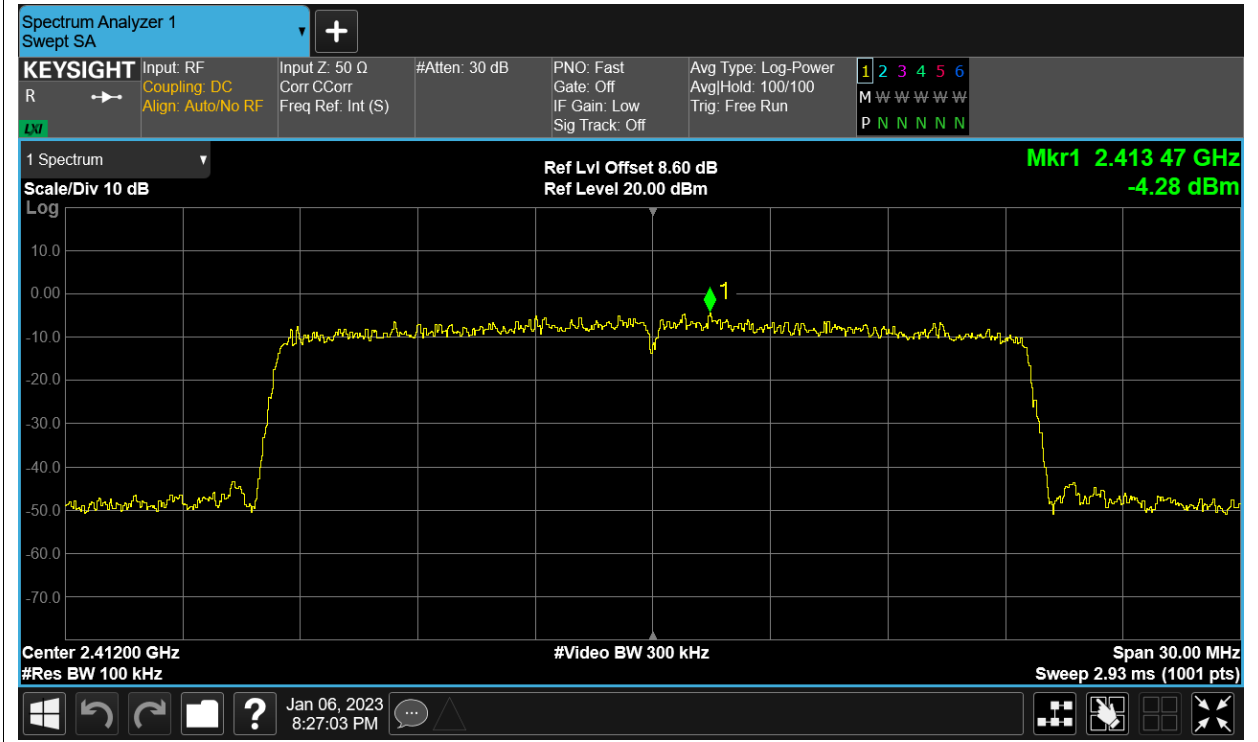 Spectrum Analyzer 1
Swept SA
KEYSIGHT
R
LXI
Input: RF
Coupling: DC
Align: Auto/No RF
Input Z: 50 Ω
Corr CCorr
Freq Ref: Int (S)
#Atten: 30 dB
PNO: Fast
Gate: Off
IF Gain: Low
Sig Track: Off
Avg Type: Log-Power
Avg|Hold: 100/100
Trig: Free Run
1 2 3 4 5 6
M W W W W W W
P N N N N N N
1 Spectrum
Scale/Div 10 dB
Log
Ref Lvl Offset 8.60 dB
Ref Level 20.00 dBm
Mkr1 2.413 47 GHz
-4.28 dBm
10.0
0.00
-10.0
-20.0
-30.0
-40.0
-50.0
-60.0
-70.0
1
Center 2.41200 GHz
#Res BW 100 kHz
#Video BW 300 kHz
Span 30.00 MHz
Sweep 2.93 ms (1001 pts)
?
Jan 06, 2023
8:27:03 PM